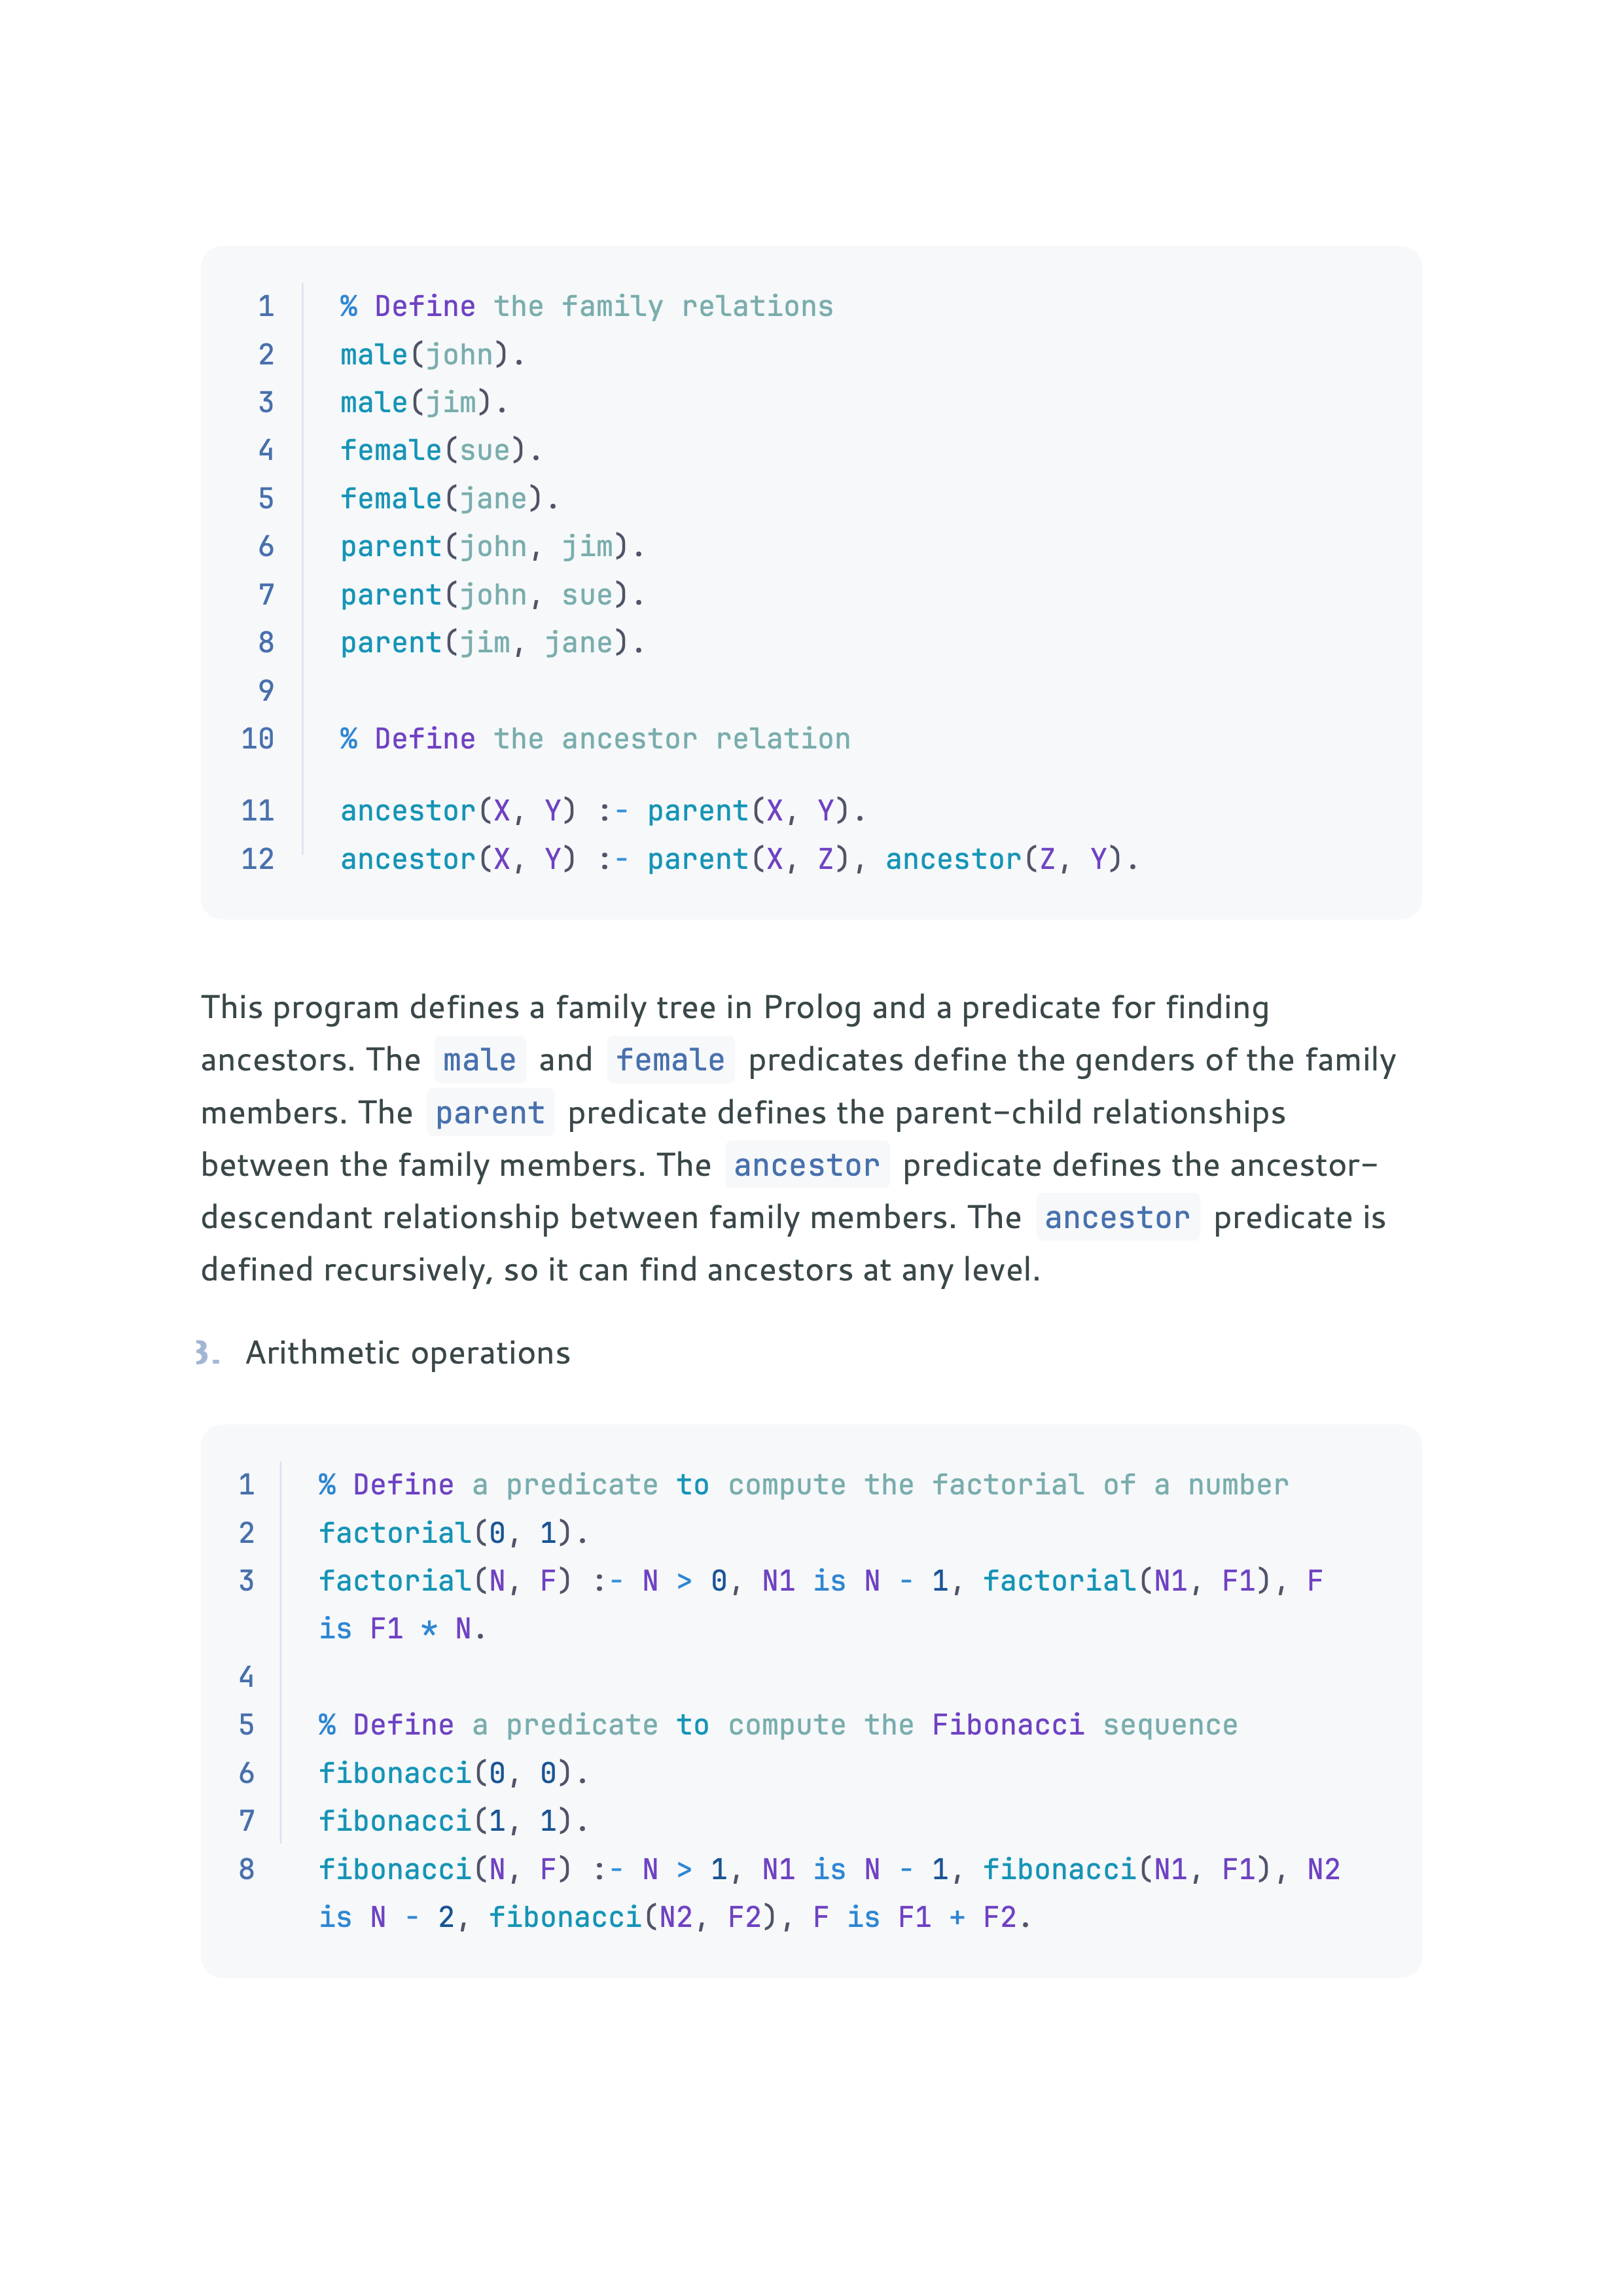 1 % Define the family relations
2 male(john).
3 male(jim).
4 female(sue).
5 female(jane).
6 parent(john, jim).
7 parent(john, sue).
8 parent(jim, jane).
9
10 % Define the ancestor relation
11 ancestor(X, Y) :- parent(X, Y).
12 ancestor(X, Y) :- parent(X, Z), ancestor(Z, Y).
This program defines a family tree in Prolog and a predicate for finding
ancestors. The male and female predicates define the genders of the family
members. The parent predicate defines the parent-child relationships
between the family members. The ancestor predicate defines the ancestor-
descendant relationship between family members. The ancestor predicate is
defined recursively, so it can find ancestors at any level.
3. Arithmetic operations
1 % Define a predicate to compute the factorial of a number
2 factorial(0, 1).
3 factorial(N, F) :- N > 0, N1 is N - 1, factorial(N1, F1), F
is F1 * N.
4
5 % Define a predicate to compute the Fibonacci sequence
6 fibonacci(0, 0).
7 fibonacci(1, 1).
8 fibonacci(N, F) :- N > 1, N1 is N - 1, fibonacci(N1, F1), N2
is N - 2, fibonacci(N2, F2), F is F1 + F2.